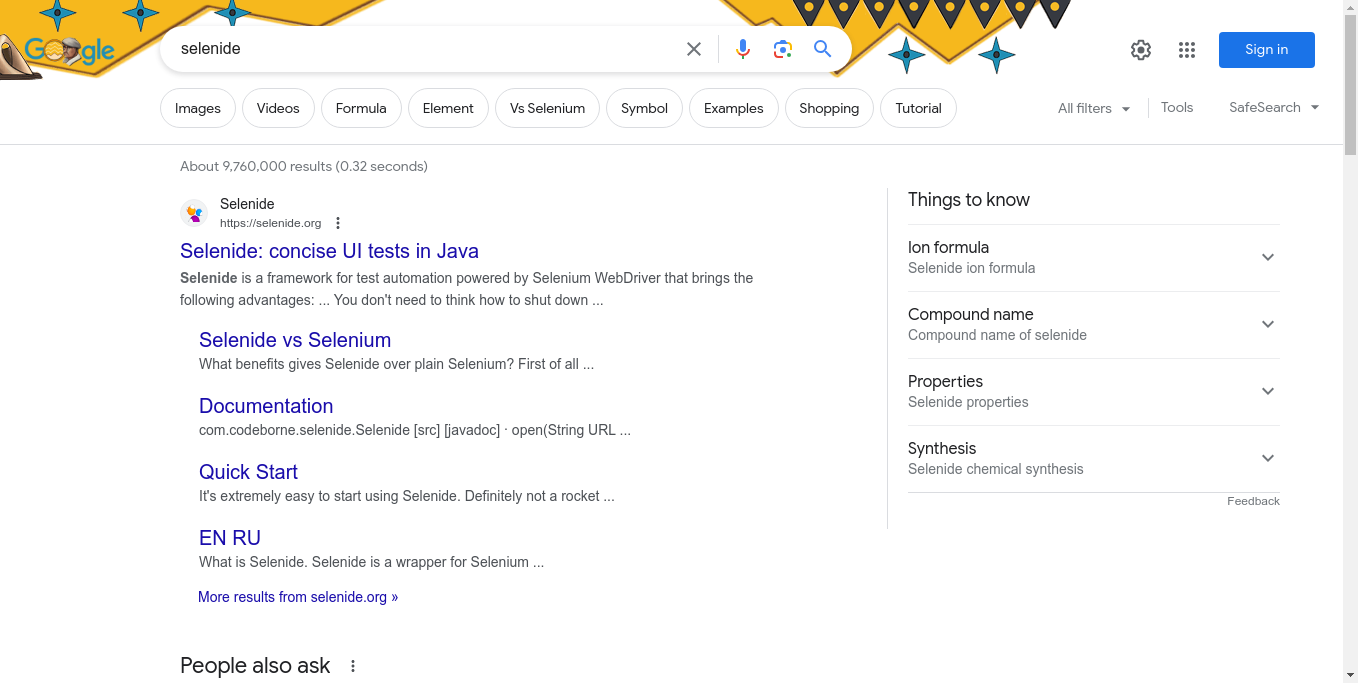 Google
selenide
Sign in
Images
Videos
Formula
Element
Vs Selenium
Symbol
Examples
Shopping
Tutorial
All filters
Tools
SafeSearch
About 9,760,000 results (0.32 seconds)
Selenide
https://selenide.org
Selenide: concise UI tests in Java
Selenide is a framework for test automation powered by Selenium WebDriver that brings the
following advantages: ... You don't need to think how to shut down ...
Selenide vs Selenium
What benefits gives Selenide over plain Selenium? First of all ...
Documentation
com.codeborne.selenide.Selenide [src] [javadoc] · open(String URL ...
Quick Start
It's extremely easy to start using Selenide. Definitely not a rocket ...
EN RU
What is Selenide. Selenide is a wrapper for Selenium ...
More results from selenide.org »
People also ask
Things to know
Ion formula
Selenide ion formula
Compound name
Compound name of selenide
Properties
Selenide properties
Synthesis
Selenide chemical synthesis
Feedback